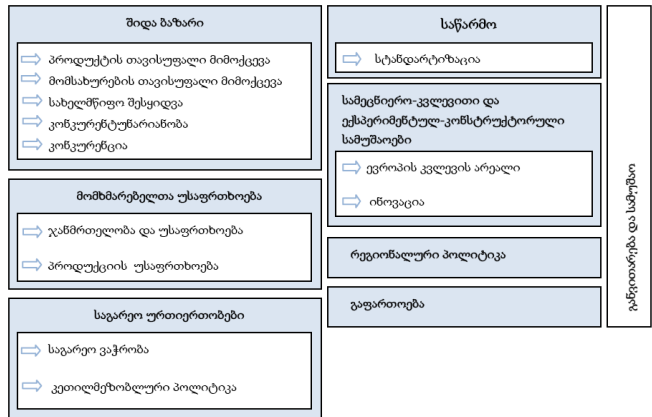 შიდა ბაზარი
პროდუქტის თავისუფალი მიმოქცევა
მომსახურების თავისუფალი მიმოქცევა
სახელმწიფო შესყიდვა
კონკურენტუნარიანობა
კონკურენცია
მომხმარებელთა უსაფრთხოება
ჯანმრთელობა და უსაფრთხოება
პროდუქციის უსაფრთხოება
საგარეო ურთიერთობები
საგარეო ვაჭრობა
კეთილმეზობლური პოლიტიკა
საწარმო
სტანდარტიზაცია
სამეცნიერო-კვლევითი და
ექსპერიმენტულ-კონსტრუქტორული
სამუშაოები
ევროპის კვლევის არეალი
ინოვაცია
რეგიონალური პოლიტიკა
გაფართოება
განვითარება და სამუშაო